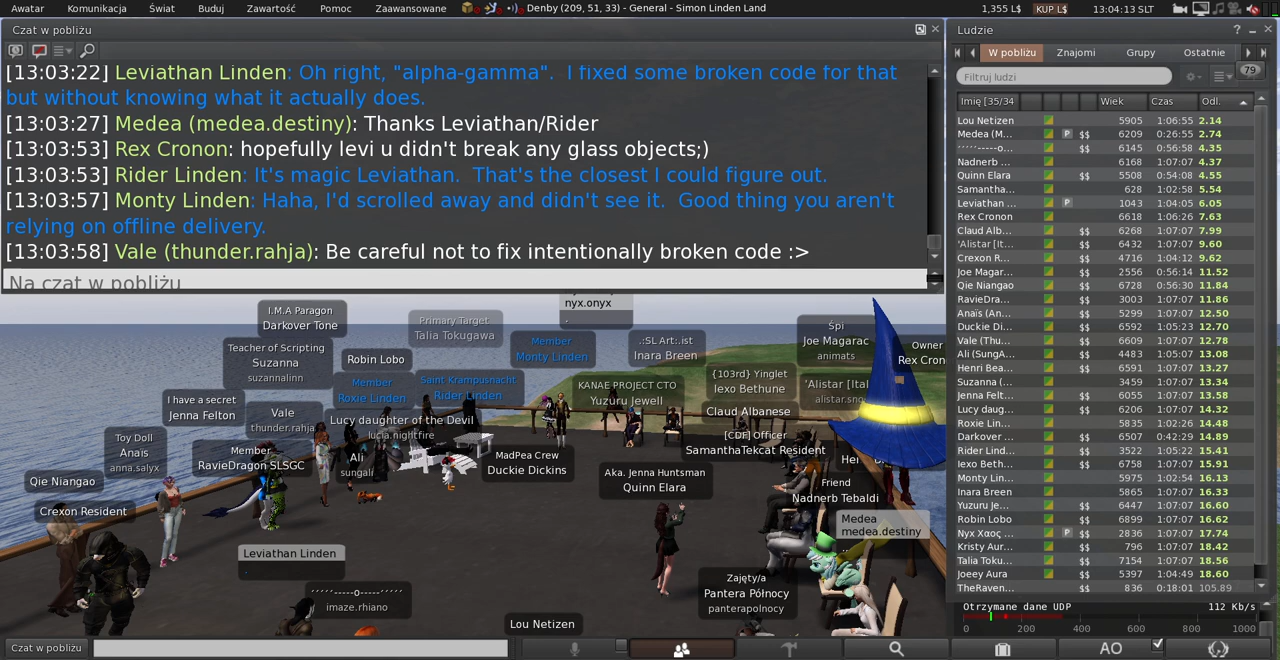 Awatar Komunikacja Świat Buduj Zawartość Pomoc Zaawansowane Denby (209, 51, 33) - General - Simon Linden Land 1,355 L$ KUP L$ 13:04:13 SLT
Czat w pobliżu
[13:03:22] Leviathan Linden: Oh right, "alpha-gamma". I fixed some broken code for that
but without knowing what it actually does.
[13:03:27] Medea (medea.destiny): Thanks Leviathan/Rider
[13:03:53] Rex Cronon: hopefully levi u didn't break any glass objects;)
[13:03:53] Rider Linden: It's magic Leviathan. That's the closest I could figure out.
[13:03:57] Monty Linden: Haha, I'd scrolled away and didn't see it. Good thing you aren't
relying on offline delivery.
[13:03:58] Vale (thunder.rahja): Be careful not to fix intentionally broken code :>
Na czat w pobliżu
nyx.onyx
I.M.A Paragon
Darkover Tone
Primary Target
Talia Tokugawa
Teacher of Scripting
Suzanna
suzannalinn
Robin Lobo
Member
Monty Linden
.:SL Art:.ist
Inara Breen
Śpi
Joe Magarac
animats
Owner
Rex Cron
Member
Roxie Linden
Saint Krampusnacht
Rider Linden
KANAE PROJECT CTO
Yuzuru Jewell
{103rd} Yinglet
Iexo Bethune
'Alistar [Ital
alistar.sno
I have a secret
Jenna Felton
Vale
thunder.rahja
Lucy daughter of the Devil
lucia.nightfire
Claud Albanese
Toy Doll
Anaïs
anna.salyx
Member
RavieDragon SLSGC
Ali
sungali
MadPea Crew
Duckie Dickins
[CDE] Officer
SamanthaTekcat Resident
Her
Qie Niangao
Aka. Jenna Huntsman
Quinn Elara
Friend
Nadnerb Tebaldi
Crexon Resident
Medea
medea.destiny
Leviathan Linden
Zajęty/a
Pantera Północy
panterapolnocy
'''''-----o-----'''''
imaze.rhiano
Lou Netizen
Ludzie
W pobliżu Znajomi Grupy Ostatnie
Filtruj ludzi 79
Imię [35/34 Wiek Czas Odl.
Lou Netizen 5905 1:06:55 2.14
Medea (M... P $$ 6209 0:26:55 2.74
'''''-----o... $$ 6145 0:56:58 4.35
Nadnerb ... 6168 1:07:07 4.37
Quinn Elara $$ 5508 0:54:08 4.55
Samantha... 628 1:02:58 5.54
Leviathan ... P 1043 1:04:05 6.05
Rex Cronon 6618 1:06:26 7.63
Claud Alb... $$ 6268 1:07:07 7.99
'Alistar [It... $$ 6432 1:07:07 9.60
Crexon R... $$ 4716 1:04:12 9.62
Joe Magar... $$ 2556 0:56:14 11.52
Qie Niangao $$ 6728 0:56:30 11.84
RavieDra... $$ 3003 1:07:07 11.86
Anaïs (An... $$ 5299 1:07:07 12.50
Duckie Di... $$ 6592 1:05:23 12.70
Vale (Thu... $$ 6609 1:07:07 12.78
Ali (SungA... $$ 4483 1:05:07 13.08
Henri Bea... $$ 6591 1:07:07 13.27
Suzanna (... 3459 1:07:07 13.34
Jenna Felt... $$ 6055 1:07:07 13.58
Lucy daug... $$ 6206 1:07:07 14.32
Roxie Lin... 5835 1:02:26 14.48
Darkover ... $$ 6507 0:42:29 14.89
Rider Lind... 3522 1:05:22 15.41
Iexo Beth... $$ 6758 1:07:07 15.91
Monty Lin... 5975 1:02:54 16.13
Inara Breen 5865 1:07:07 16.33
Yuzuru Je... $$ 6447 1:07:07 16.60
Robin Lobo $$ 6899 1:07:07 16.62
Nyx Χαος ... P $$ 2836 1:07:07 17.74
Kristy Aur... $$ 796 1:07:07 18.42
Talia Toku... $$ 7154 1:07:07 18.56
Joeey Aura $$ 5397 1:04:49 18.60
TheRaven... $$ 836 0:18:01 105.89
Otrzymane dane UDP 112 Kb/s
0 200 400 600 800 1000
Czat w pobliżu AO